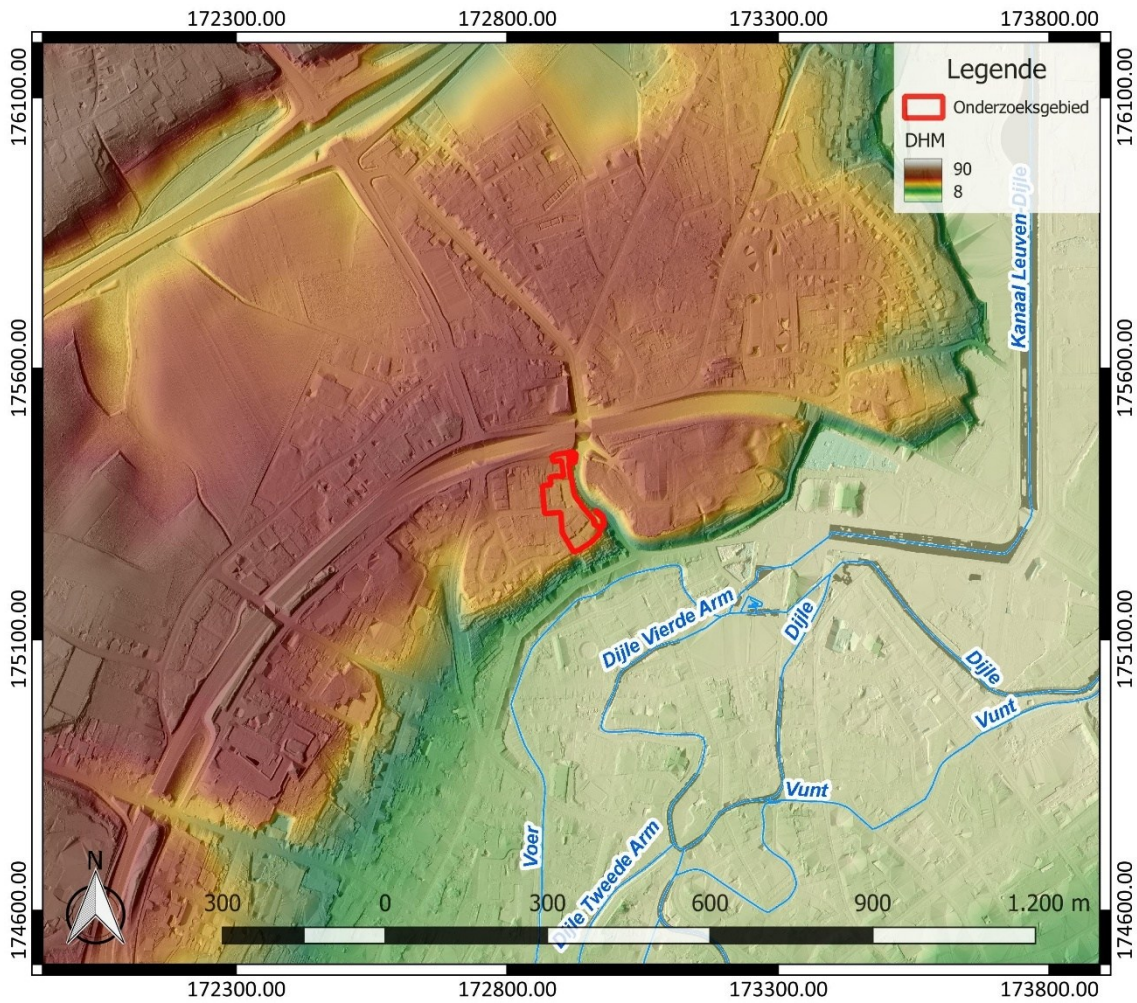 172300.00 172800.00 173300.00 173800.00
176100.00
176100.00
Legende
Onderzoeksgebied
DHM
90
8
Kanaal Leuven-Dijle
175600.00
175600.00
Dijle Vierde Arm
Dijle
Dijle
175100.00
175100.00
Vunt
Vunt
Voer
Dijle Tweede Arm
N
300 0 300 600 900 1.200 m
174600.00
174600.00
172300.00 172800.00 173300.00 173800.00